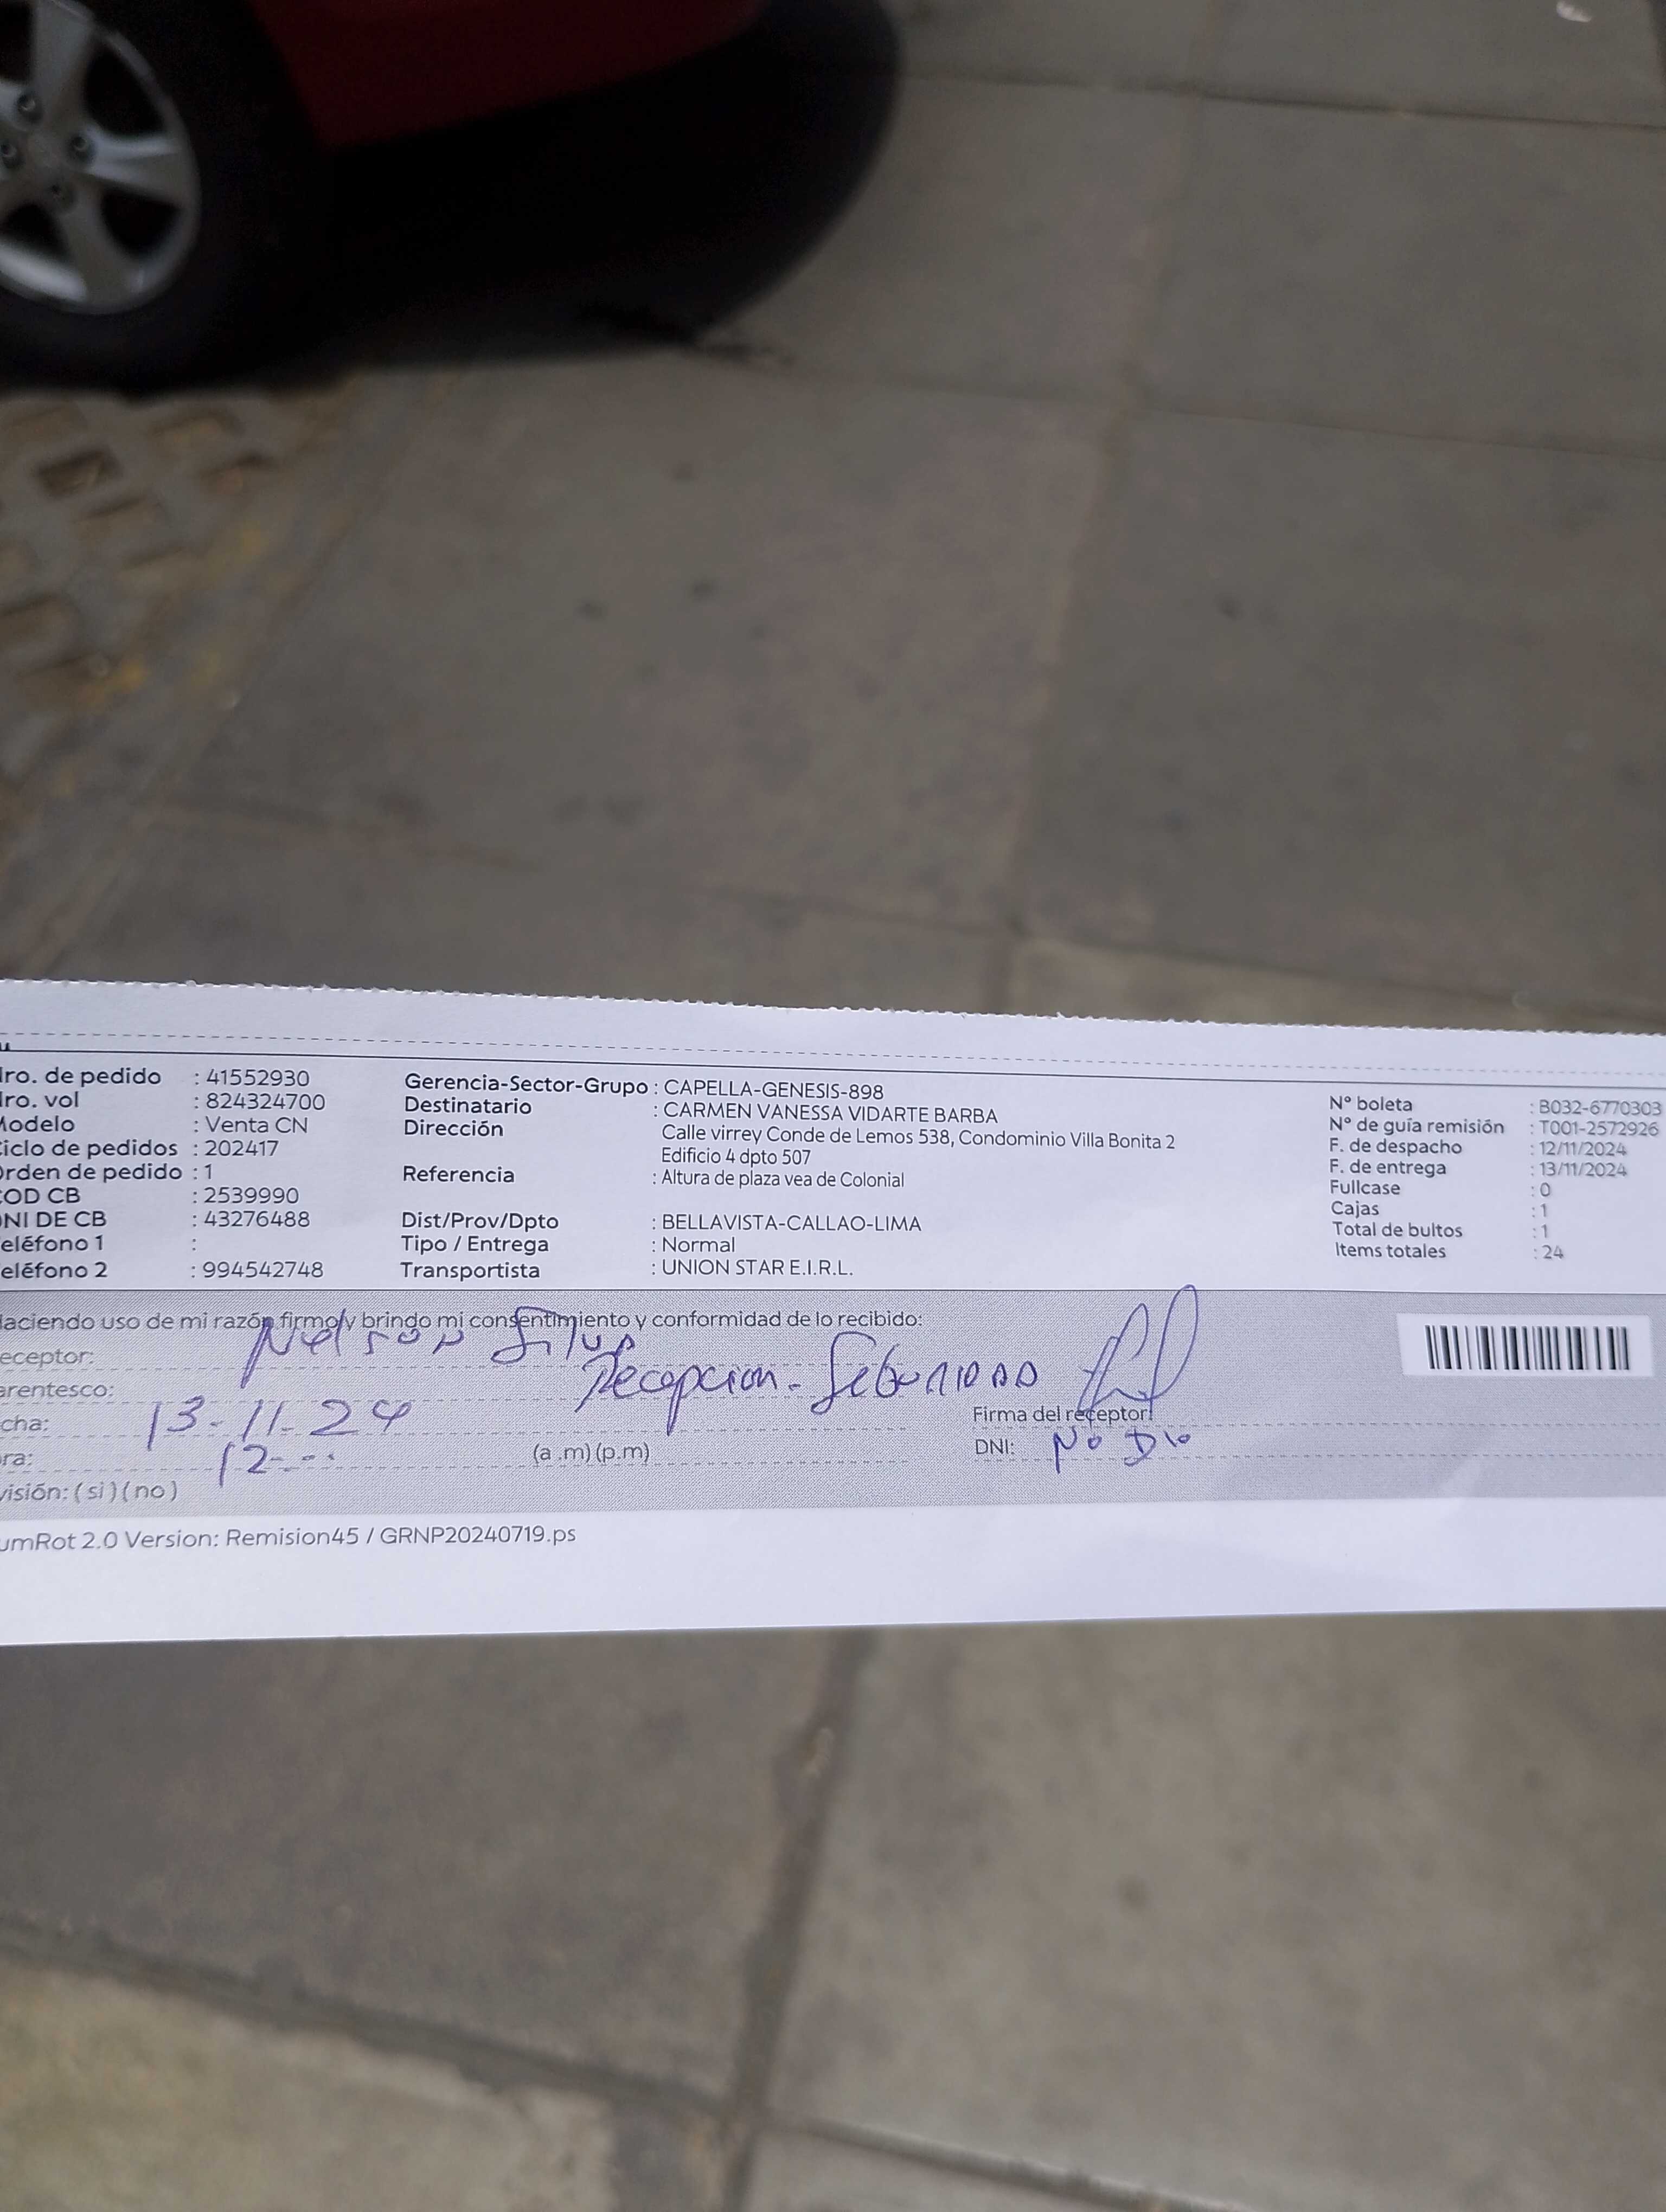 ro. de pedido : 41552930
ro. vol : 824324700
Modelo : Venta CN
iclo de pedidos : 202417
rden de pedido : 1
OD CB : 2539990
NI DE CB : 43276488
eléfono 1 :
eléfono 2 : 994542748
Gerencia-Sector-Grupo : CAPELLA-GENESIS-898
Destinatario : CARMEN VANESSA VIDARTE BARBA
Dirección Calle virrey Conde de Lemos 538, Condominio Villa Bonita 2
Edificio 4 dpto 507
Referencia : Altura de plaza vea de Colonial
Dist/Prov/Dpto : BELLAVISTA-CALLAO-LIMA
Tipo / Entrega : Normal
Transportista : UNION STAR E.I.R.L.
N° boleta : B032-6770303
N° de guía remisión : T001-2572926
F. de despacho : 12/11/2024
F. de entrega : 13/11/2024
Fullcase : 0
Cajas : 1
Total de bultos : 1
Items totales : 24
Haciendo uso de mi razón firmo y brindo mi consentimiento y conformidad de lo recibido:
eceptor: Nelson Silva
arentesco: Recepcion - Seguridad
cha: 13-11-24
Firma del receptor
ra: 12 (a .m) (p.m)
DNI: No Dio
visión: ( si ) ( no )
umRot 2.0 Version: Remision45 / GRNP20240719.ps